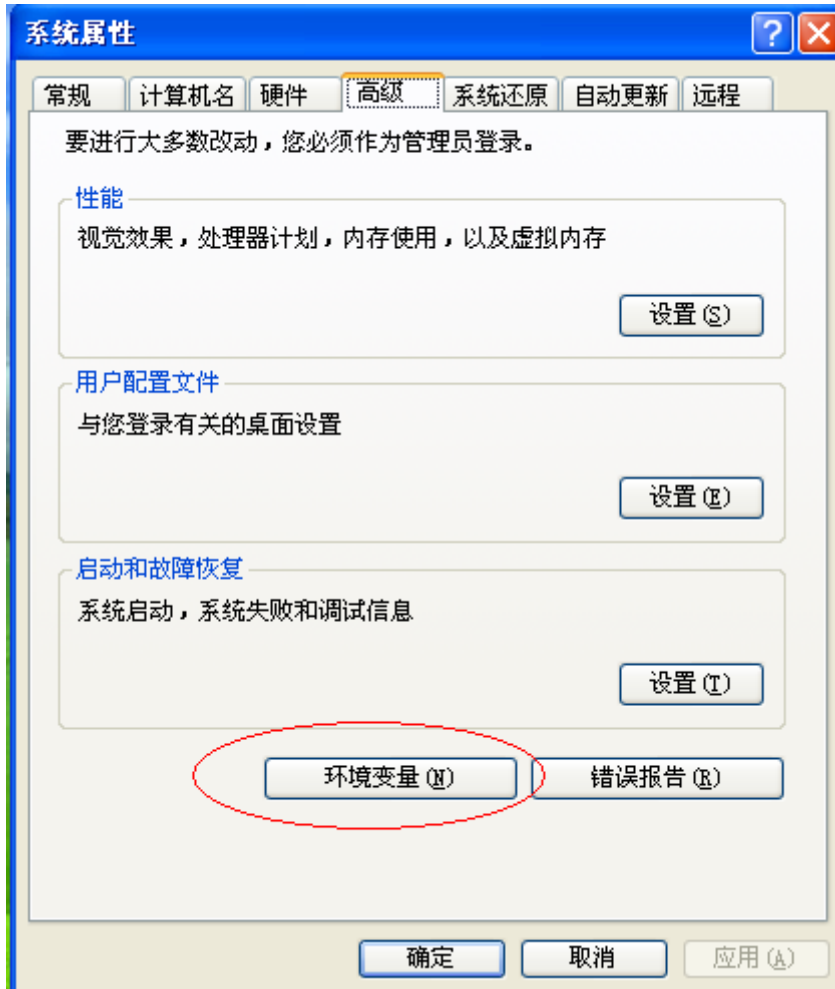 系统属性
常规 计算机名 硬件 高级 系统还原 自动更新 远程
要进行大多数改动，您必须作为管理员登录。
性能
视觉效果，处理器计划，内存使用，以及虚拟内存
设置(S)
用户配置文件
与您登录有关的桌面设置
设置(E)
启动和故障恢复
系统启动，系统失败和调试信息
设置(T)
环境变量(N) 错误报告(R)
确定 取消 应用(A)